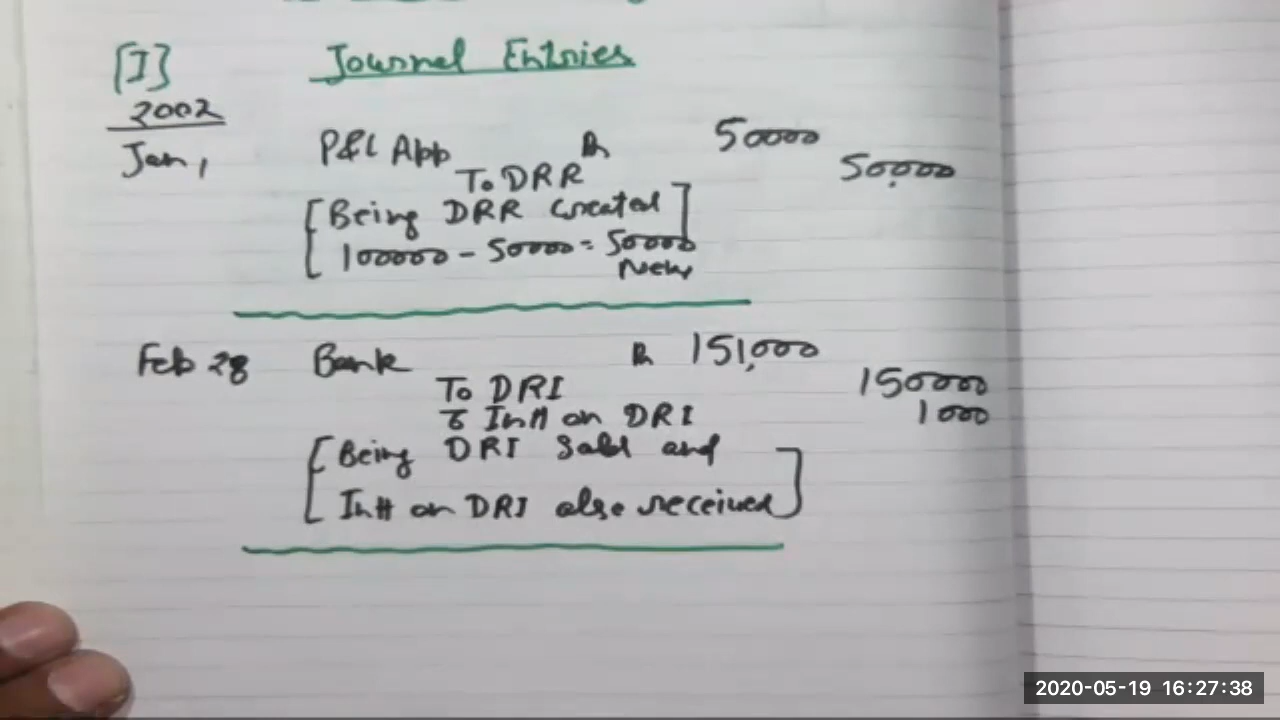 [I] Journal Entries
2002
Jan 1 P&L App Dr 50000
To DRR 50,000
[Being DRR Created]
100000 - 50000 = 50000
New
Feb 28 Bank Dr 151,000
To DRI 150000
To Intt on DRI 1000
[Being DRI Sold and
Intt on DRI also received]
2020-05-19 16:27:38